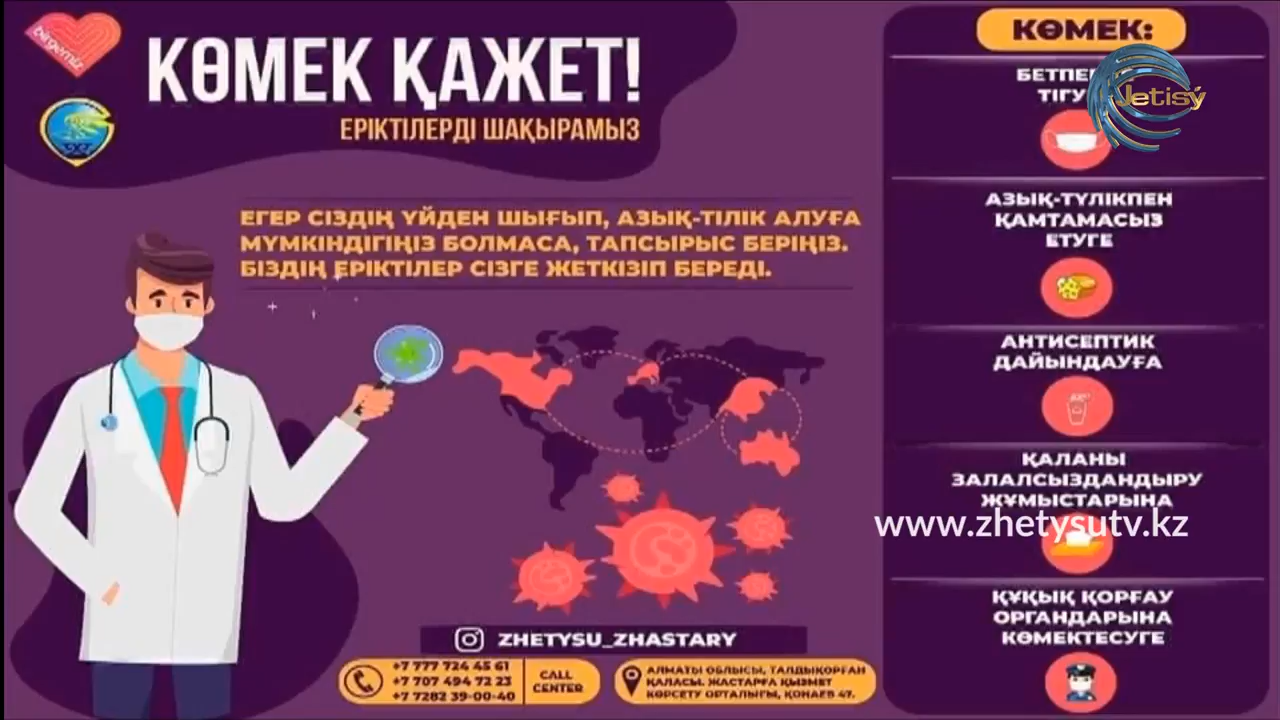 birgemiz
КӨМЕК ҚАЖЕТ!
ЕРІКТІЛЕРДІ ШАҚЫРАМЫЗ
ЕГЕР СІЗДІҢ ҮЙДЕН ШЫҒЫП, АЗЫҚ-ТІЛІК АЛУҒА
МҮМКІНДІГІҢІЗ БОЛМАСА, ТАПСЫРЫС БЕРІҢІЗ.
БІЗДІҢ ЕРІКТІЛЕР СІЗГЕ ЖЕТКІЗІП БЕРЕДІ.
ZHETYSU_ZHASTARY
+7 777 724 45 61
+7 707 494 72 23
+7 7282 39-00-40
CALL
CENTER
АЛМАТЫ ОБЛЫСЫ, ТАЛДЫҚОРҒАН
ҚАЛАСЫ. ЖАСТАРҒА ҚЫЗМЕТ
КӨРСЕТУ ОРТАЛЫҒЫ, ҚОНАЕВ 47.
КӨМЕК:
Jetisý
АЗЫҚ-ТҮЛІКПЕН
ҚАМТАМАСЫЗ
ЕТУГЕ
АНТИСЕПТИК
ДАЙЫНДАУҒА
ҚАЛАНЫ
ЗАЛАЛСЫЗДАНДЫРУ
ЖҰМЫСТАРЫНА
www.zhetysutv.kz
ҚҰҚЫҚ ҚОРҒАУ
ОРГАНДАРЫНА
КӨМЕКТЕСУГЕ